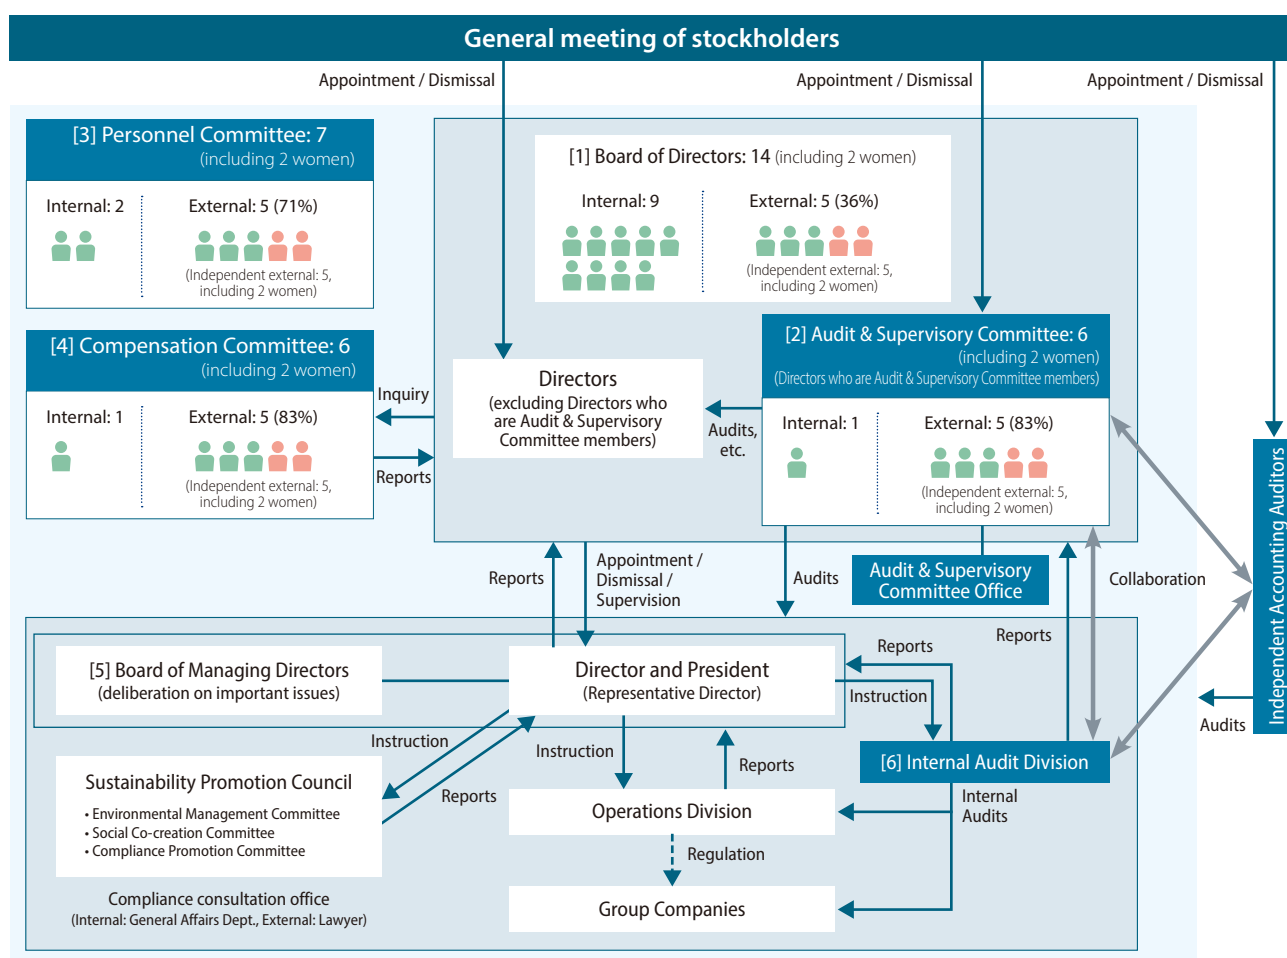 General meeting of stockholders
Appointment / Dismissal
Appointment / Dismissal
Appointment / Dismissal
[3] Personnel Committee: 7
(including 2 women)
Internal: 2
External: 5 (71%)
(Independent external: 5,
including 2 women)
[1] Board of Directors: 14 (including 2 women)
Internal: 9
External: 5 (36%)
(Independent external: 5,
including 2 women)
[4] Compensation Committee: 6
(including 2 women)
Internal: 1
External: 5 (83%)
(Independent external: 5,
including 2 women)
Inquiry
Reports
Directors
(excluding Directors who
are Audit & Supervisory
Committee members)
Audits,
etc.
[2] Audit & Supervisory Committee: 6
(including 2 women)
(Directors who are Audit & Supervisory Committee members)
Internal: 1
External: 5 (83%)
(Independent external: 5,
including 2 women)
Independent Accounting Auditors
Reports
Appointment /
Dismissal /
Supervision
Audits
Audit & Supervisory
Committee Office
Reports
Collaboration
Audits
[5] Board of Managing Directors
(deliberation on important issues)
Director and President
(Representative Director)
Reports
Instruction
Instruction
Reports
Instruction
Reports
[6] Internal Audit Division
Internal
Audits
Sustainability Promotion Council
• Environmental Management Committee
• Social Co-creation Committee
• Compliance Promotion Committee
Operations Division
Regulation
Group Companies
Compliance consultation office
(Internal: General Affairs Dept., External: Lawyer)